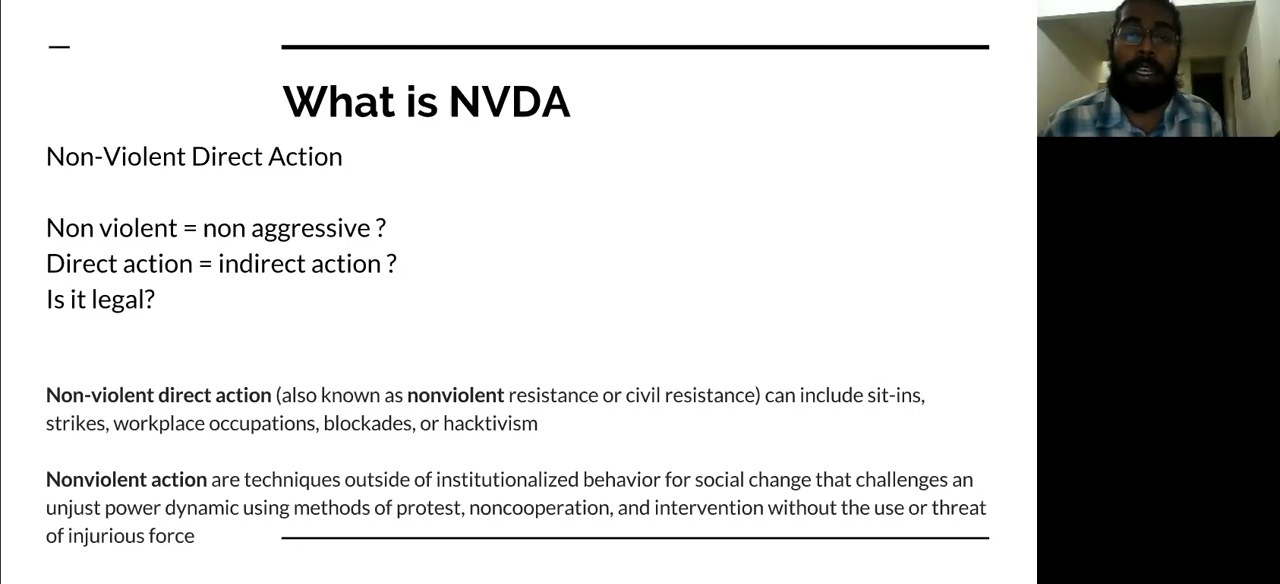 What is NVDA
Non-Violent Direct Action
Non violent = non aggressive ?
Direct action = indirect action ?
Is it legal?
Non-violent direct action (also known as nonviolent resistance or civil resistance) can include sit-ins,
strikes, workplace occupations, blockades, or hacktivism
Nonviolent action are techniques outside of institutionalized behavior for social change that challenges an
unjust power dynamic using methods of protest, noncooperation, and intervention without the use or threat
of injurious force